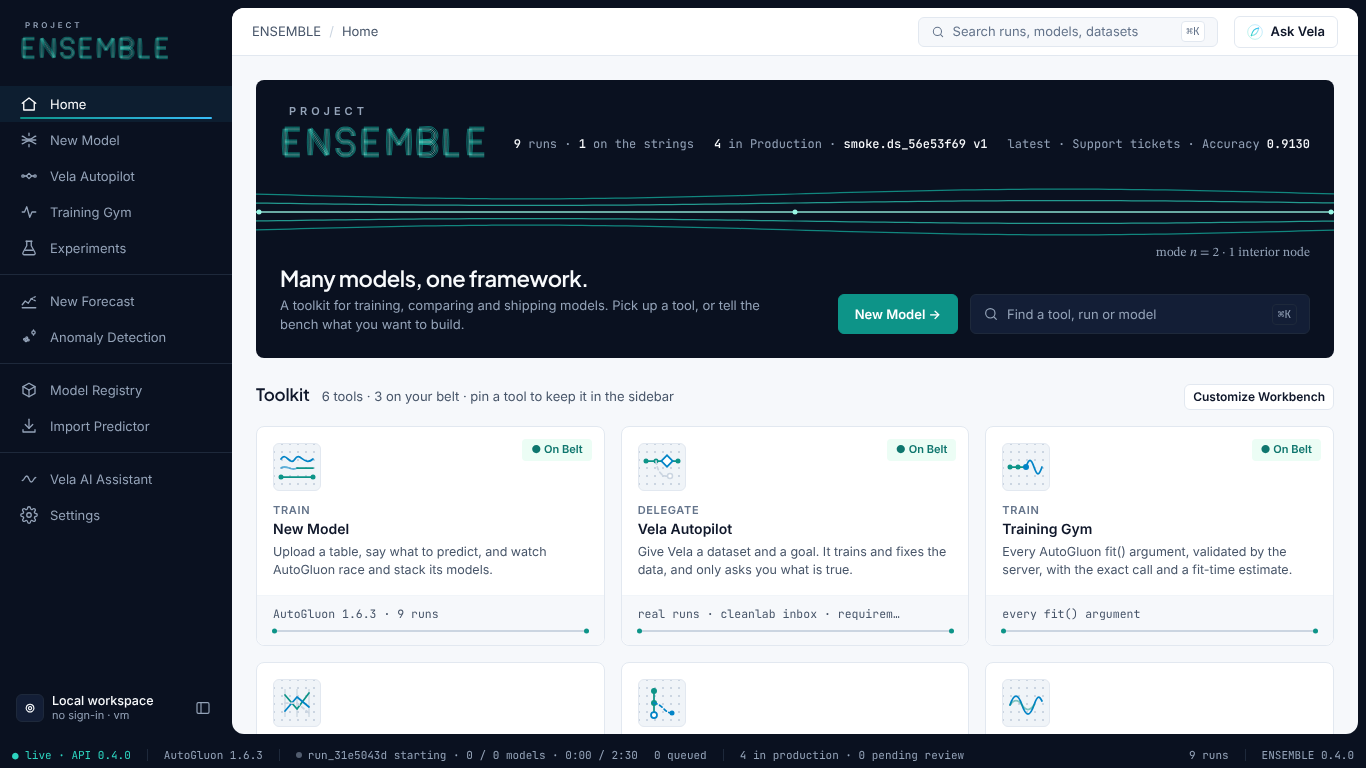 PROJECT
ENSEMBLE
Home
New Model
Vela Autopilot
Training Gym
Experiments
New Forecast
Anomaly Detection
Model Registry
Import Predictor
Vela AI Assistant
Settings
Local workspace
no sign-in · vm
ENSEMBLE / Home
Search runs, models, datasets ⌘K
Ask Vela
PROJECT
ENSEMBLE
9 runs · 1 on the strings 4 in Production · smoke.ds_56e53f69 v1 latest · Support tickets · Accuracy 0.9130
mode n = 2 · 1 interior node
Many models, one framework.
A toolkit for training, comparing and shipping models. Pick up a tool, or tell the
bench what you want to build.
New Model →
Find a tool, run or model ⌘K
Toolkit 6 tools · 3 on your belt · pin a tool to keep it in the sidebar
Customize Workbench
On Belt
TRAIN
New Model
Upload a table, say what to predict, and watch
AutoGluon race and stack its models.
AutoGluon 1.6.3 · 9 runs
On Belt
DELEGATE
Vela Autopilot
Give Vela a dataset and a goal. It trains and fixes the
data, and only asks you what is true.
real runs · cleanlab inbox · requirem…
On Belt
TRAIN
Training Gym
Every AutoGluon fit() argument, validated by the
server, with the exact call and a fit-time estimate.
every fit() argument
live · API 0.4.0 AutoGluon 1.6.3 run_31e5043d starting · 0 / 0 models · 0:00 / 2:30 0 queued 4 in production · 0 pending review 9 runs ENSEMBLE 0.4.0